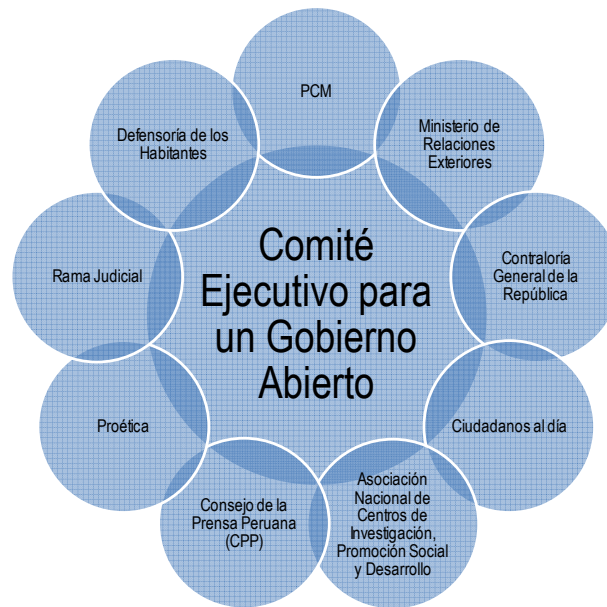 PCM
Ministerio de
Relaciones
Exteriores
Contraloría
General de la
República
Ciudadanos al día
Asociación
Nacional de
Centros de
Investigación,
Promoción Social
y Desarrollo
Consejo de la
Prensa Peruana
(CPP)
Proética
Rama Judicial
Defensoría de los
Habitantes
Comité
Ejecutivo para
un Gobierno
Abierto